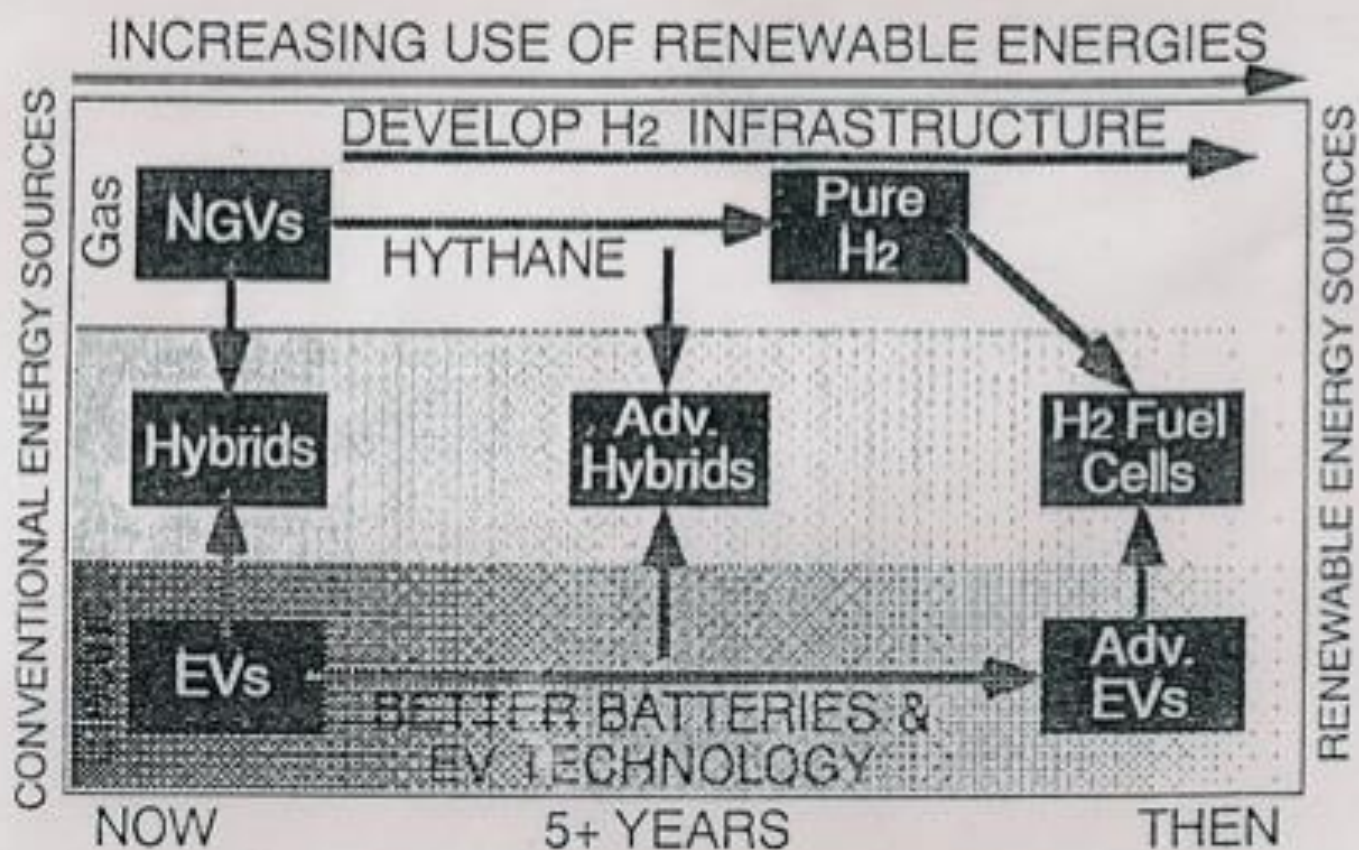 INCREASING USE OF RENEWABLE ENERGIES
CONVENTIONAL ENERGY SOURCES
DEVELOP H2 INFRASTRUCTURE
Gas
NGVs
HYTHANE
Pure
H2
Hybrids
Adv.
Hybrids
H2 Fuel
Cells
EVs
BETTER BATTERIES &
EV TECHNOLOGY
Adv.
EVs
RENEWABLE ENERGY SOURCES
NOW
5+ YEARS
THEN